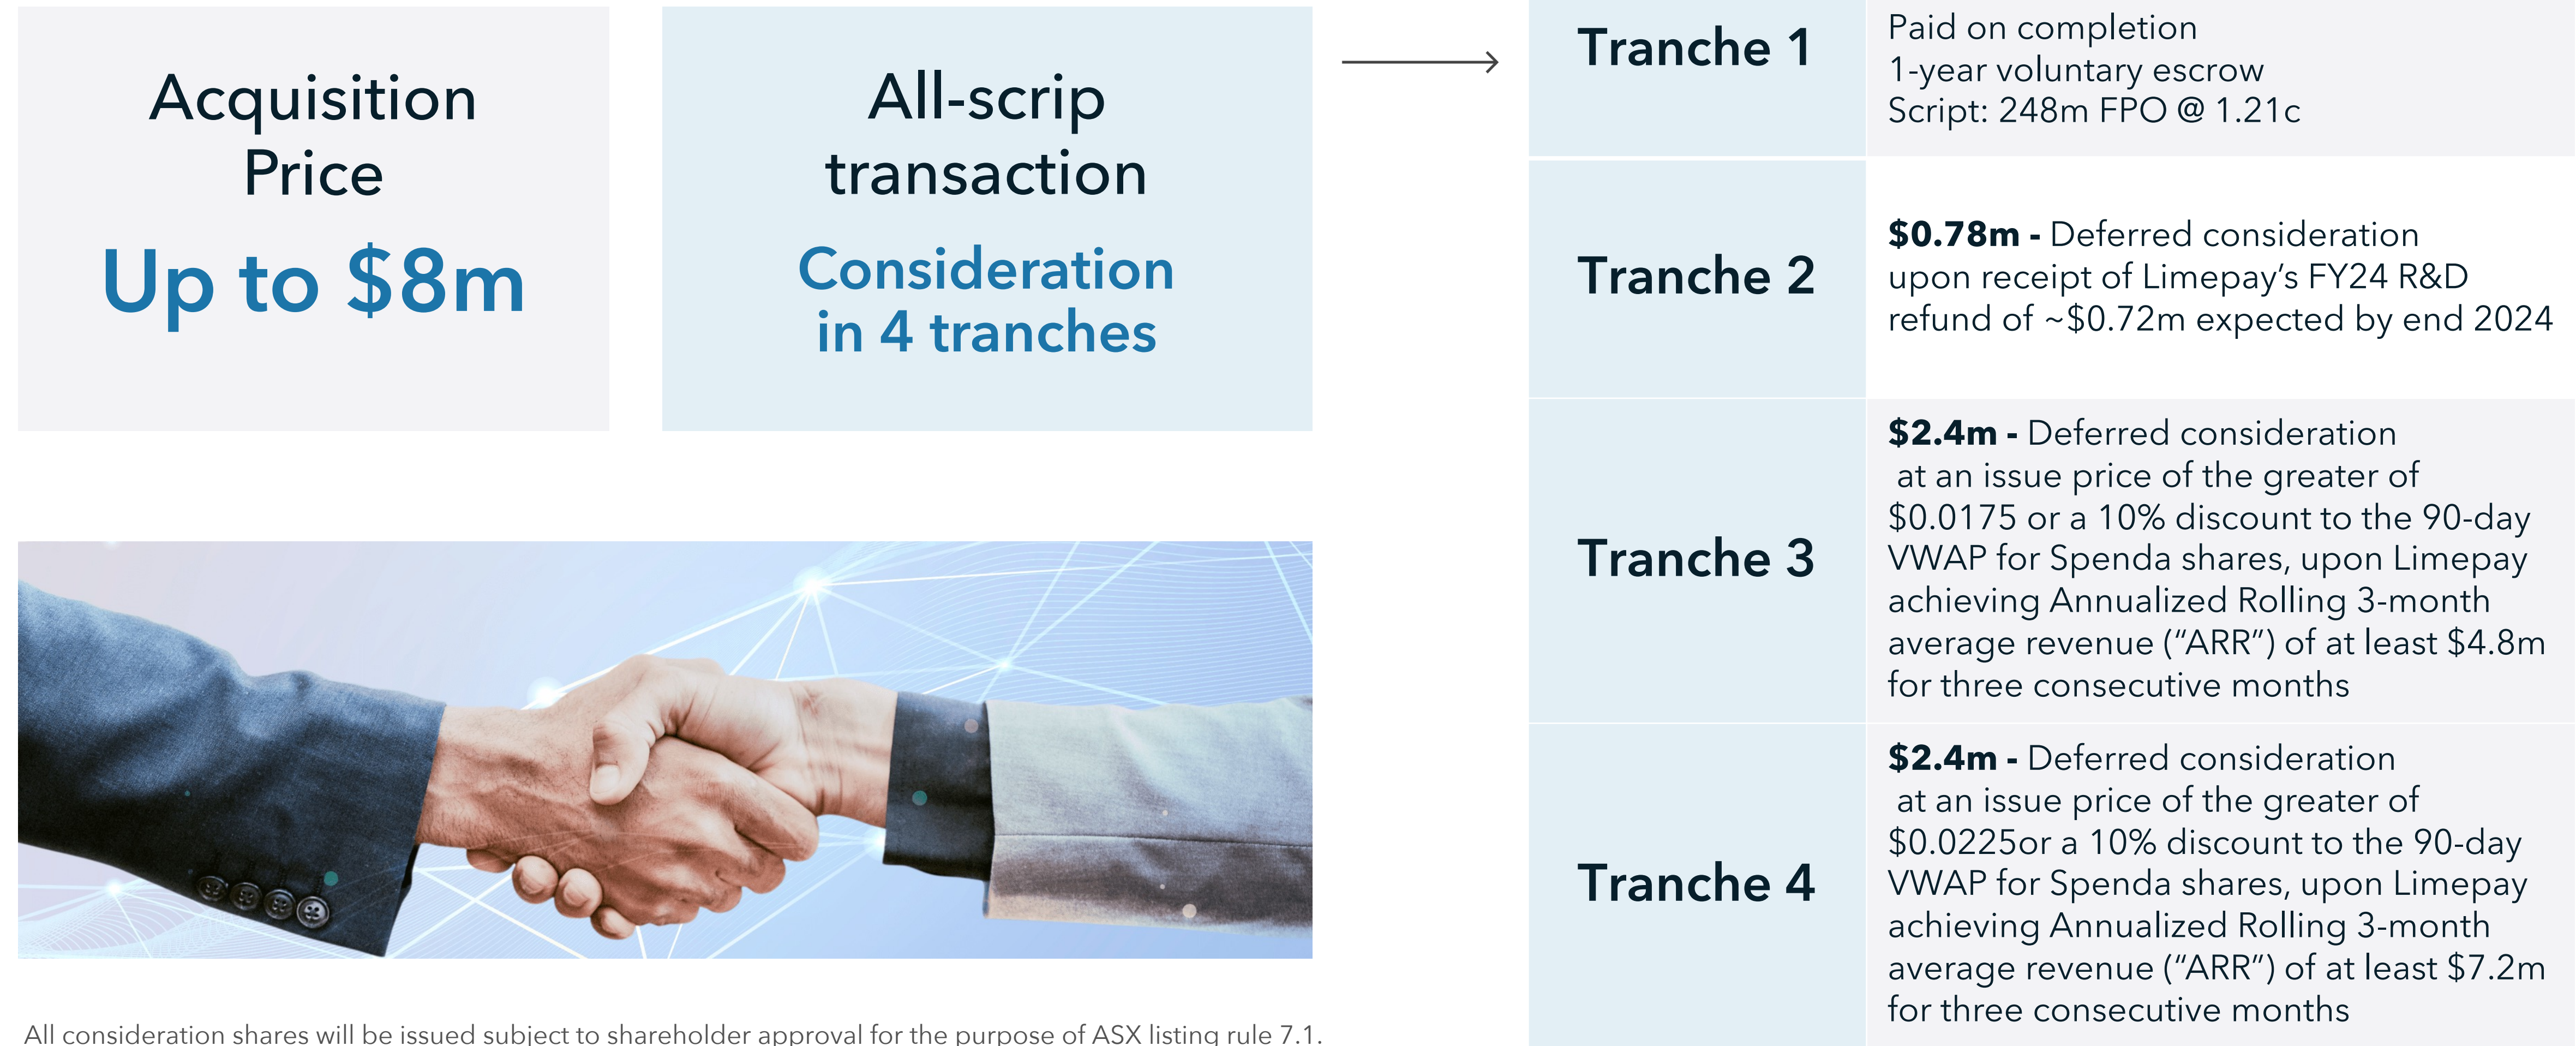 Acquisition
Price
Up to $8m
All-scrip
transaction
Consideration
in 4 tranches
Tranche 1
Paid on completion
1-year voluntary escrow
Script: 248m FPO @ 1.21c
Tranche 2
$0.78m - Deferred consideration
upon receipt of Limepay’s FY24 R&D
refund of ~$0.72m expected by end 2024
Tranche 3
$2.4m - Deferred consideration
at an issue price of the greater of
$0.0175 or a 10% discount to the 90-day
VWAP for Spenda shares, upon Limepay
achieving Annualized Rolling 3-month
average revenue (“ARR”) of at least $4.8m
for three consecutive months
Tranche 4
$2.4m - Deferred consideration
at an issue price of the greater of
$0.0225or a 10% discount to the 90-day
VWAP for Spenda shares, upon Limepay
achieving Annualized Rolling 3-month
average revenue (“ARR”) of at least $7.2m
for three consecutive months
All consideration shares will be issued subject to shareholder approval for the purpose of ASX listing rule 7.1.